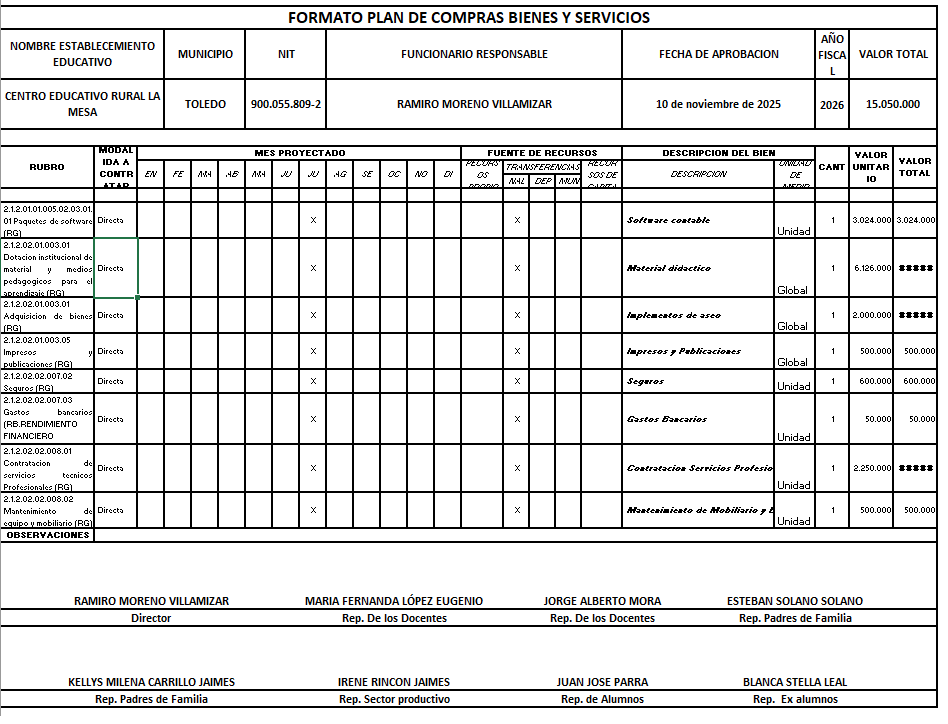 FORMATO PLAN DE COMPRAS BIENES Y SERVICIOS
NOMBRE ESTABLECEMIENTO EDUCATIVO MUNICIPIO NIT FUNCIONARIO RESPONSABLE FECHA DE APROBACION AÑO FISCAL VALOR TOTAL
CENTRO EDUCATIVO RURAL LA MESA TOLEDO 900.055.809-2 RAMIRO MORENO VILLAMIZAR 10 de noviembre de 2025 2026 15.050.000
RUBRO MODALIDA A CONTRATAR MES PROYECTADO FUENTE DE RECURSOS DESCRIPCION DEL BIEN CANT VALOR UNITARIO VALOR TOTAL
EN FE MA AB MA JU JU AG SE OC NO DI RECURSOS PROPIO TRANSFERENCIAS RECURSOS DE CAPITA DESCRIPCION UNIDAD DE MEDID
NAL DEP MUN
2.1.2.01.01.005.02.03.01.
01 Paquetes de software
(RG) Directa X X Software contable Unidad 1 3.024.000 3.024.000
2.1.2.02.01.003.01
Dotacion institucional de
material y medios
pedagogicos para el
aprendizaje (RG) Directa X X Material didactico Global 1 6.126.000 #####
2.1.2.02.01.003.01
Adquisicion de bienes
(RG) Directa X X Implementos de aseo Global 1 2.000.000 #####
2.1.2.02.01.003.05
Impresos y
publicaciones (RG) Directa X X Impresos y Publicaciones Global 1 500.000 500.000
2.1.2.02.02.007.02
Seguros (RG) Directa X X Seguros Unidad 1 600.000 600.000
2.1.2.02.02.007.03
Gastos bancarios
(RB.RENDIMIENTO
FINANCIERO Directa X X Gastos Bancarios Unidad 1 50.000 50.000
2.1.2.02.02.008.01
Contratacion de
servicios tecnicos
Profesionales (RG) Directa X X Contratacion Servicios Profesio Unidad 1 2.250.000 #####
2.1.2.02.02.008.02
Mantenimiento de
equipo y mobiliario (RG) Directa X X Mantenimiento de Mobiliario y E Unidad 1 500.000 500.000
OBSERVACIONES
RAMIRO MORENO VILLAMIZAR MARIA FERNANDA LÓPEZ EUGENIO JORGE ALBERTO MORA ESTEBAN SOLANO SOLANO
Director Rep. De los Docentes Rep. De los Docentes Rep. Padres de Familia
KELLYS MILENA CARRILLO JAIMES IRENE RINCON JAIMES JUAN JOSE PARRA BLANCA STELLA LEAL
Rep. Padres de Familia Rep. Sector productivo Rep. de Alumnos Rep. Ex alumnos